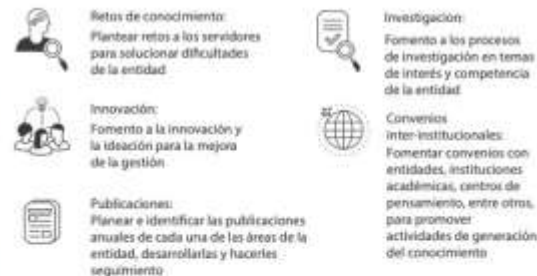 Retos de conocimiento:
Plantear retos a los servidores
para solucionar dificultades
de la entidad
Innovación:
Fomento a la innovación y
la ideación para la mejora
de la gestión
Publicaciones:
Planear e identificar las publicaciones
anuales de cada una de las áreas de la
entidad, desarrollarlas y hacerles
seguimiento
Investigación:
Fomento a los procesos
de investigación en temas
de interés y competencia
de la entidad
Convenios
inter-institucionales:
Fomentar convenios con
entidades, instituciones
académicas, centros de
pensamiento, entre otros,
para promover
actividades de generación
del conocimiento